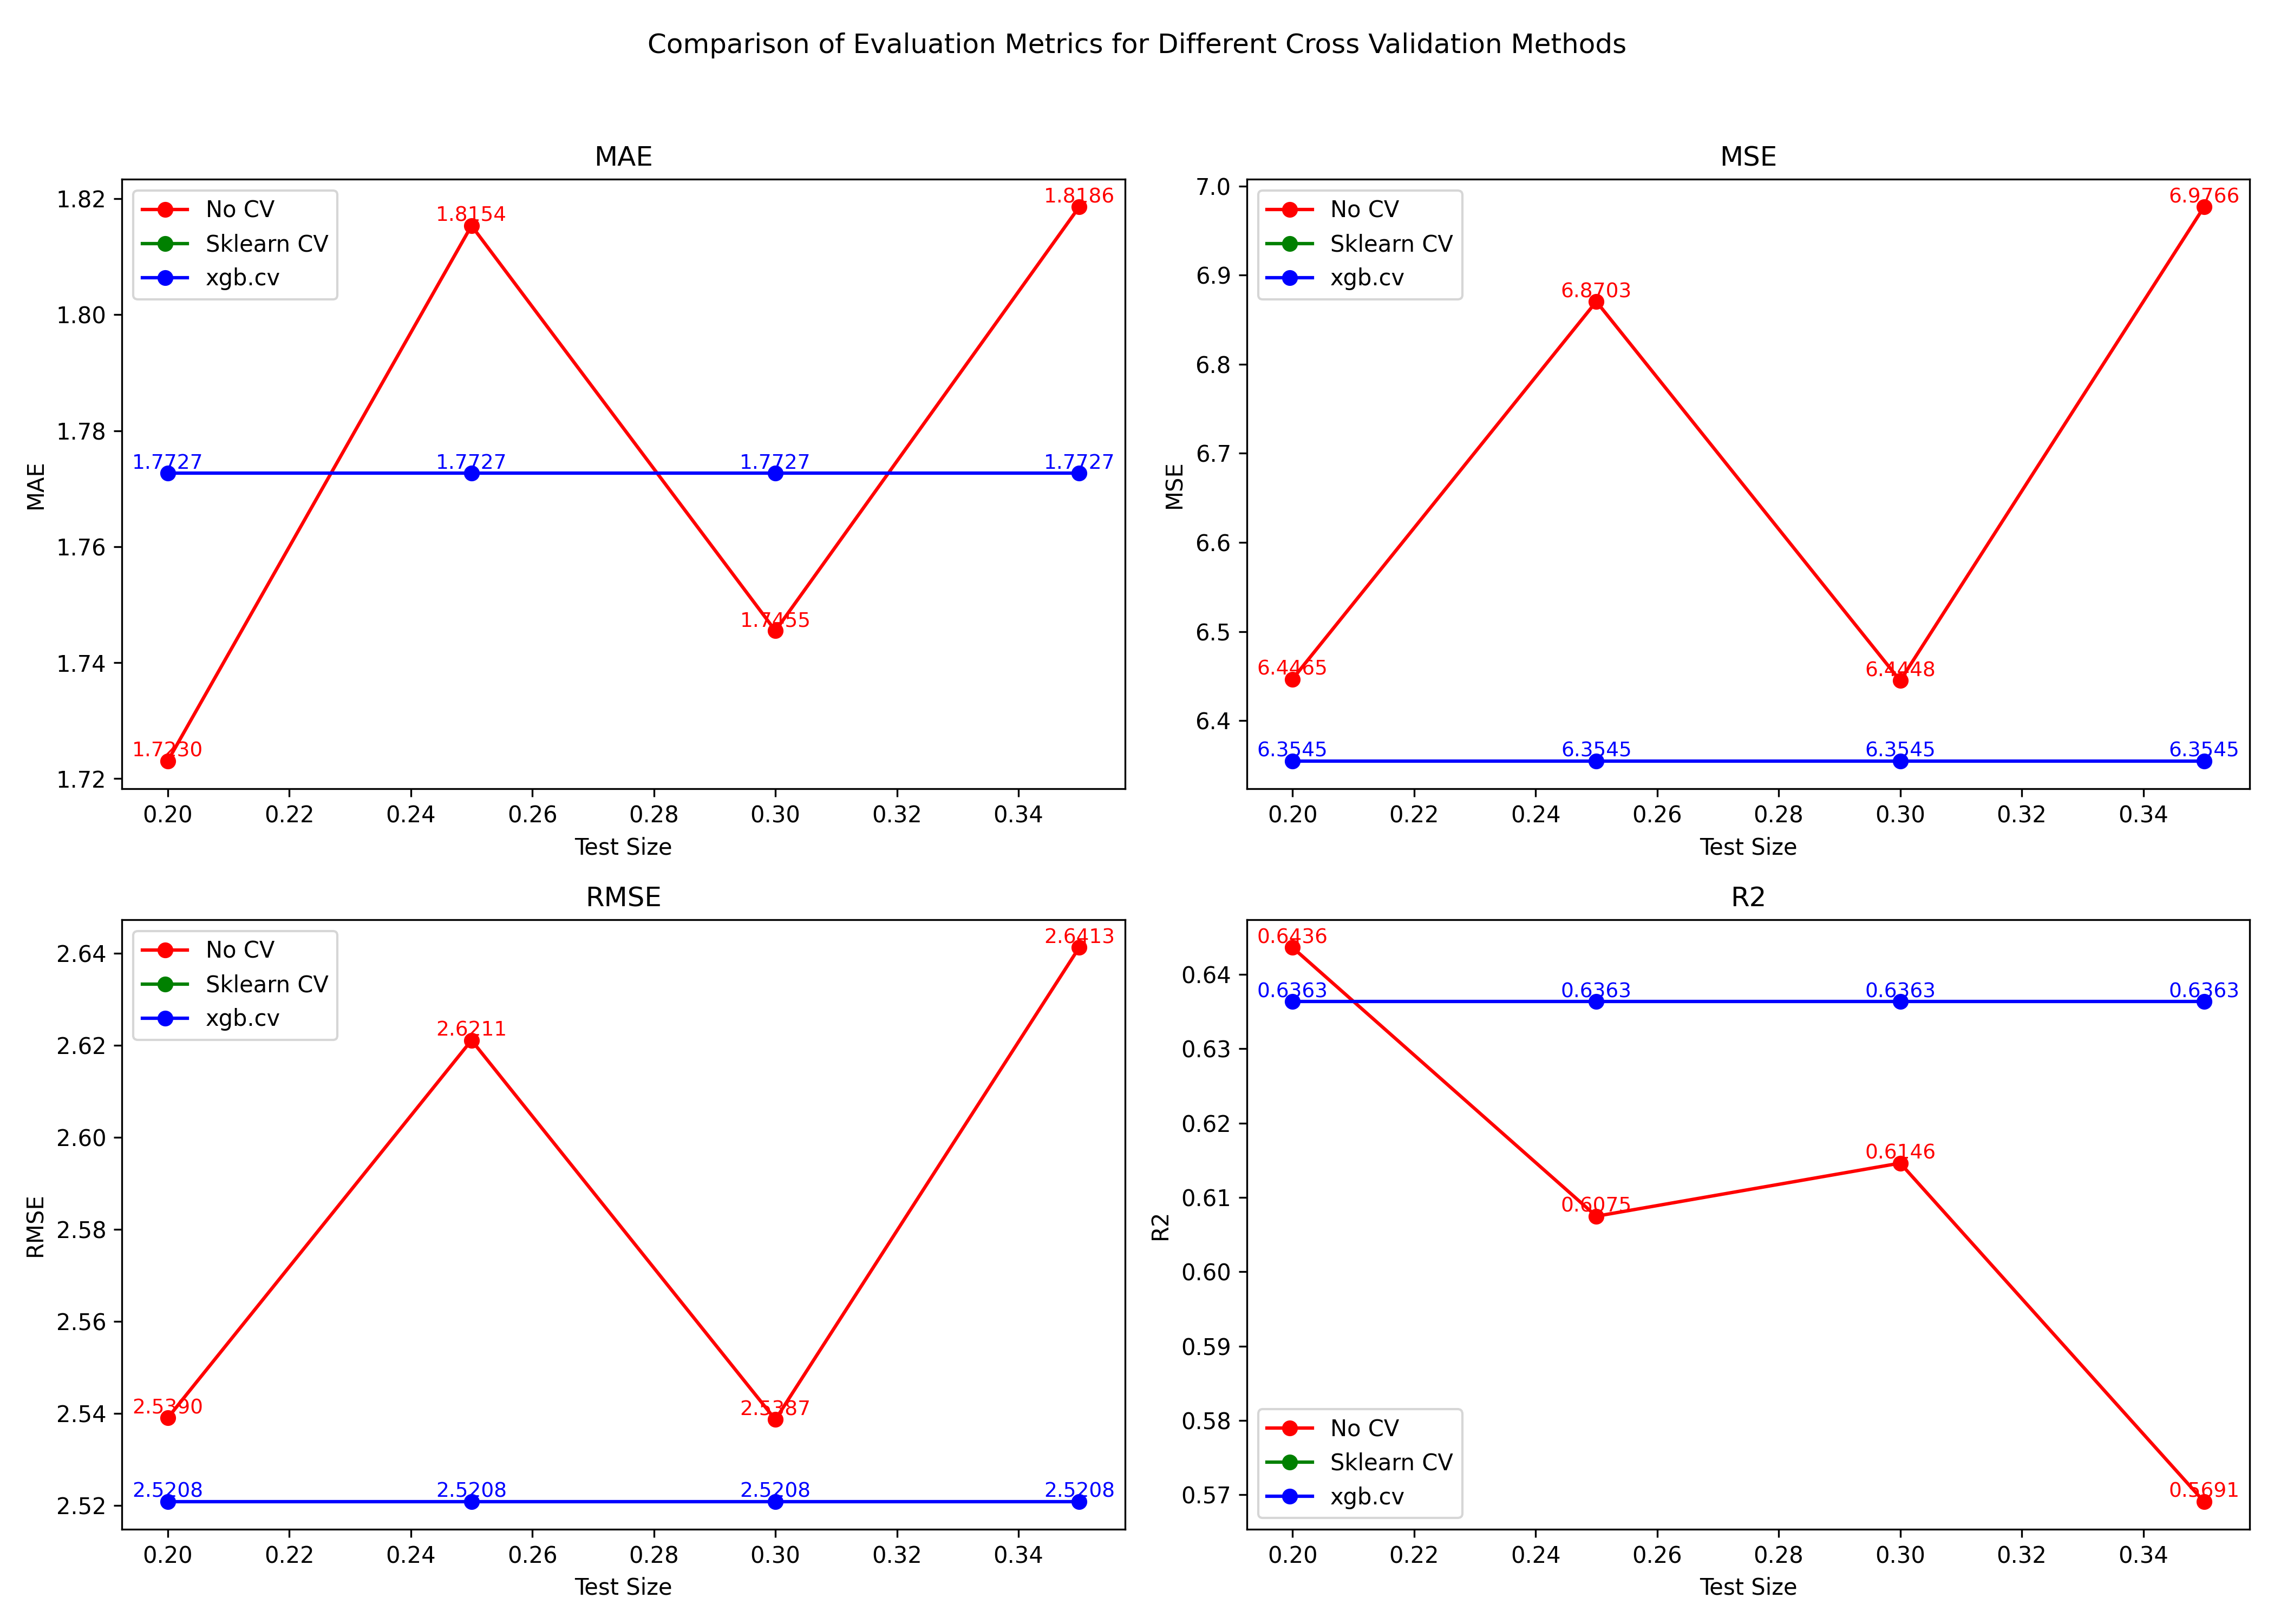 Comparison of Evaluation Metrics for Different Cross Validation Methods
MAE
No CV
Sklearn CV
xgb.cv
1.82
1.80
1.78
1.76
1.74
1.72
MAE
1.7230
1.8154
1.7455
1.8186
1.7727
1.7727
1.7727
1.7727
0.20 0.22 0.24 0.26 0.28 0.30 0.32 0.34
Test Size
MSE
No CV
Sklearn CV
xgb.cv
7.0
6.9
6.8
6.7
6.6
6.5
6.4
MSE
6.4465
6.8703
6.4448
6.9766
6.3545
6.3545
6.3545
6.3545
0.20 0.22 0.24 0.26 0.28 0.30 0.32 0.34
Test Size
RMSE
No CV
Sklearn CV
xgb.cv
2.64
2.62
2.60
2.58
2.56
2.54
2.52
RMSE
2.5390
2.6211
2.5387
2.6413
2.5208
2.5208
2.5208
2.5208
0.20 0.22 0.24 0.26 0.28 0.30 0.32 0.34
Test Size
R2
0.64
0.63
0.62
0.61
0.60
0.59
0.58
0.57
R2
0.6436
0.6075
0.6146
0.5691
0.6363
0.6363
0.6363
0.6363
No CV
Sklearn CV
xgb.cv
0.20 0.22 0.24 0.26 0.28 0.30 0.32 0.34
Test Size